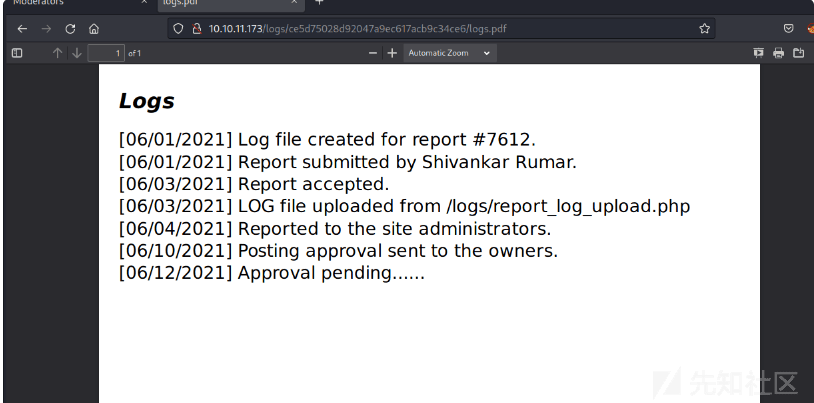 Moderators
logs.pdf
10.10.11.173/logs/ce5d75028d92047a9ec617acb9c34ce6/logs.pdf
1 of 1
Automatic Zoom
Logs
[06/01/2021] Log file created for report #7612.
[06/01/2021] Report submitted by Shivankar Rumar.
[06/03/2021] Report accepted.
[06/03/2021] LOG file uploaded from /logs/report_log_upload.php
[06/04/2021] Reported to the site administrators.
[06/10/2021] Posting approval sent to the owners.
[06/12/2021] Approval pending......
先知社区